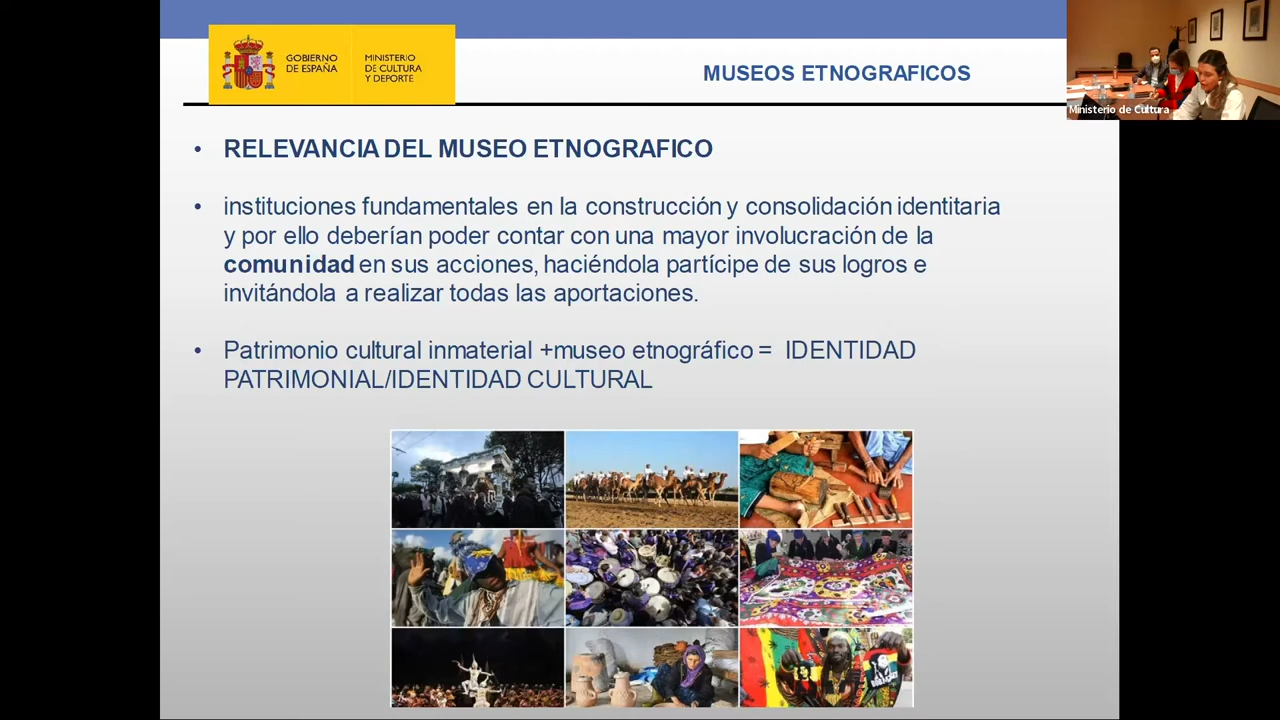 GOBIERNO
DE ESPAÑA
MINISTERIO
DE CULTURA
Y DEPORTE
MUSEOS ETNOGRAFICOS
Ministerio de Cultura
• RELEVANCIA DEL MUSEO ETNOGRAFICO
• instituciones fundamentales en la construcción y consolidación identitaria
y por ello deberían poder contar con una mayor involucración de la
comunidad en sus acciones, haciéndola partícipe de sus logros e
invitándola a realizar todas las aportaciones.
• Patrimonio cultural inmaterial +museo etnográfico = IDENTIDAD
PATRIMONIAL/IDENTIDAD CULTURAL